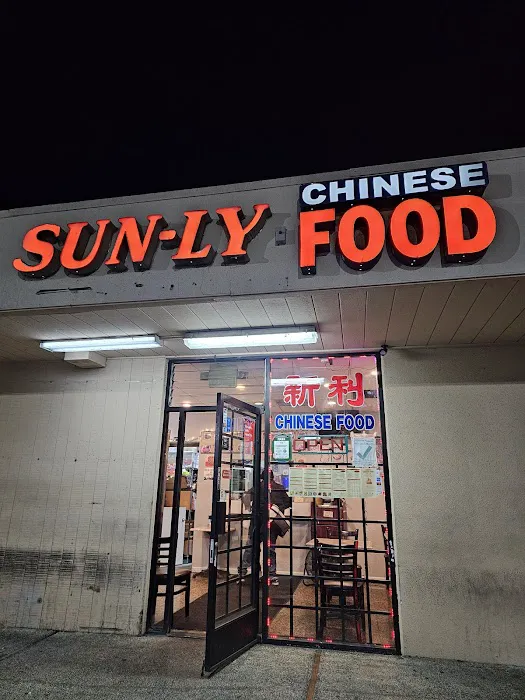 SUN-LY
CHINESE
FOOD
新利
CHINESE FOOD
OPEN